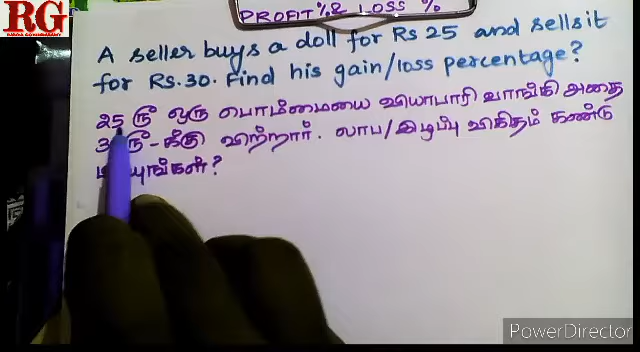 RG
PROFIT % & LOSS %
A seller buys a doll for Rs 25 and sells it
for Rs.30. Find his gain/loss percentage?
25 ரூ ஒரு பொம்மையை வியாபாரி வாங்கி அதை
ரூ-க்கு விற்றார். லாப/இழப்பு விகிதம் கண்டு
PowerDirector